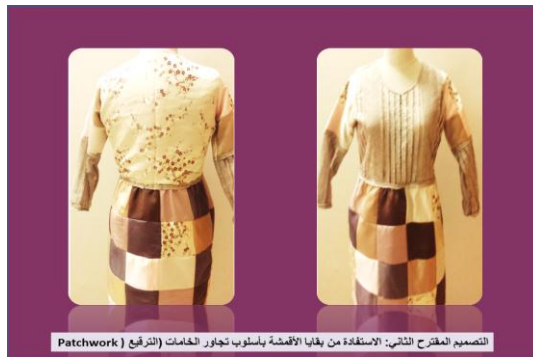 التصميم المقترح الثاني: الاستفادة من بقايا الأقمشة بأسلوب تجاور الخامات (الترقيع ( Patchwork